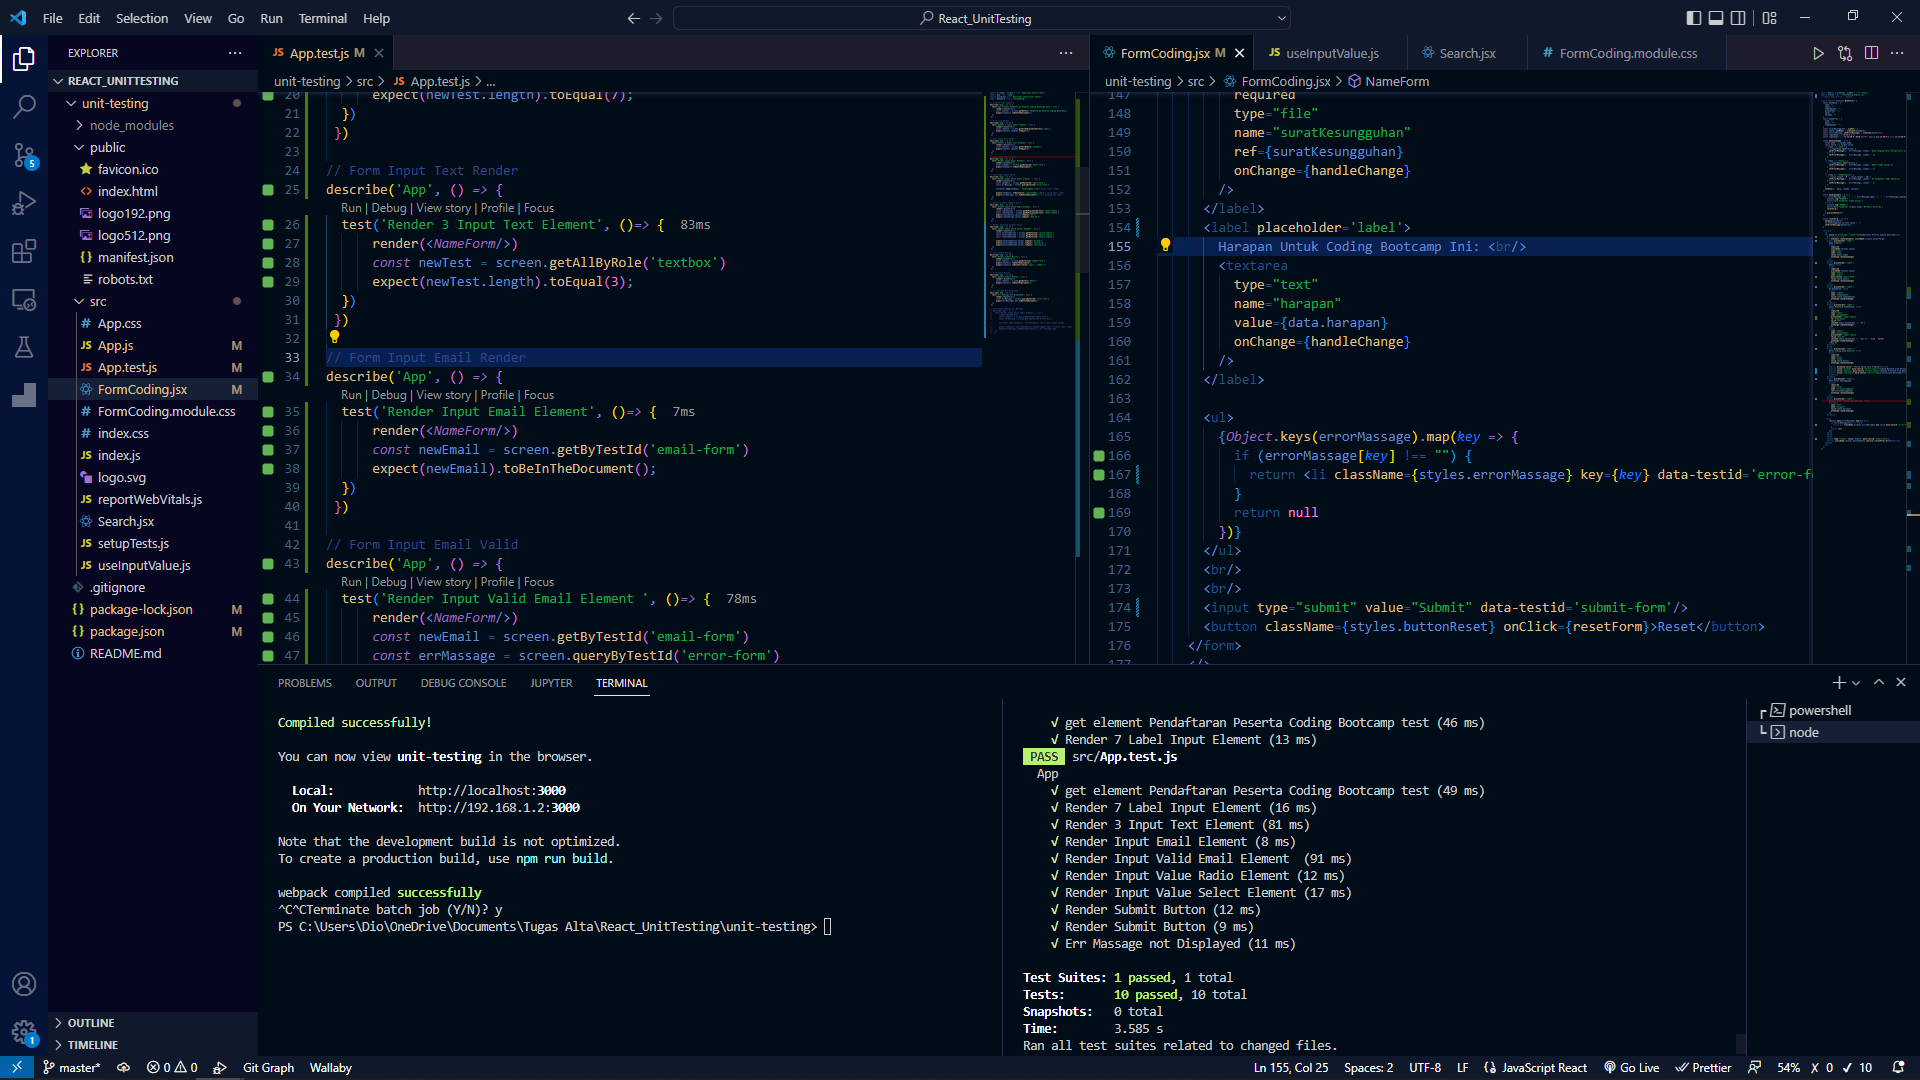 File Edit Selection View Go Run Terminal Help
React_UnitTesting
EXPLORER
REACT_UNITTESTING
unit-testing
node_modules
public
favicon.ico
index.html
logo192.png
logo512.png
manifest.json
robots.txt
src
App.css
App.js M
App.test.js M
FormCoding.jsx M
FormCoding.module.css
index.css
index.js
logo.svg
reportWebVitals.js
Search.jsx
setupTests.js
useInputValue.js
.gitignore
package-lock.json M
package.json M
README.md
OUTLINE
TIMELINE
App.test.js M
unit-testing > src > JS App.test.js > ...
20 expect(newTest.length).toEqual(7);
21 })
22 })
23
24 // Form Input Text Render
25 describe('App', () => {
Run | Debug | View story | Profile | Focus
26 test('Render 3 Input Text Element', ()=> { 83ms
27 render(<NameForm/>)
28 const newTest = screen.getAllByRole('textbox')
29 expect(newTest.length).toEqual(3);
30 })
31 })
32
33 // Form Input Email Render
34 describe('App', () => {
Run | Debug | View story | Profile | Focus
35 test('Render Input Email Element', ()=> { 7ms
36 render(<NameForm/>)
37 const newEmail = screen.getByTestId('email-form')
38 expect(newEmail).toBeInTheDocument();
39 })
40 })
41
42 // Form Input Email Valid
43 describe('App', () => {
Run | Debug | View story | Profile | Focus
44 test('Render Input Valid Email Element ', ()=> { 78ms
45 render(<NameForm/>)
46 const newEmail = screen.getByTestId('email-form')
47 const errMassage = screen.queryByTestId('error-form')
FormCoding.jsx M JS useInputValue.js Search.jsx # FormCoding.module.css
unit-testing > src > FormCoding.jsx > NameForm
147 required
148 type="file"
149 name="suratKesungguhan"
150 ref={suratKesungguhan}
151 onChange={handleChange}
152 />
153 </label>
154 <label placeholder='label'>
155 Harapan Untuk Coding Bootcamp Ini: <br/>
156 <textarea
157 type="text"
158 name="harapan"
159 value={data.harapan}
160 onChange={handleChange}
161 />
162 </label>
163
164 <ul>
165 {Object.keys(errorMassage).map(key => {
166 if (errorMassage[key] !== "") {
167 return <li className={styles.errorMassage} key={key} data-testid='error-f
168 }
169 return null
170 })}
171 </ul>
172 <br/>
173 <br/>
174 <input type="submit" value="Submit" data-testid='submit-form'/>
175 <button className={styles.buttonReset} onClick={resetForm}>Reset</button>
176 </form>
177 </>
PROBLEMS OUTPUT DEBUG CONSOLE JUPYTER TERMINAL
Compiled successfully!
You can now view unit-testing in the browser.
Local: http://localhost:3000
On Your Network: http://192.168.1.2:3000
Note that the development build is not optimized.
To create a production build, use npm run build.
webpack compiled successfully
^C^CTerminate batch job (Y/N)? y
PS C:\Users\Dio\OneDrive\Documents\Tugas Alta\React_UnitTesting\unit-testing>
√ get element Pendaftaran Peserta Coding Bootcamp test (46 ms)
√ Render 7 Label Input Element (13 ms)
PASS src/App.test.js
App
√ get element Pendaftaran Peserta Coding Bootcamp test (49 ms)
√ Render 7 Label Input Element (16 ms)
√ Render 3 Input Text Element (81 ms)
√ Render Input Email Element (8 ms)
√ Render Input Valid Email Element (91 ms)
√ Render Input Value Radio Element (12 ms)
√ Render Input Value Select Element (17 ms)
√ Render Submit Button (12 ms)
√ Render Submit Button (9 ms)
√ Err Massage not Displayed (11 ms)
Test Suites: 1 passed, 1 total
Tests: 10 passed, 10 total
Snapshots: 0 total
Time: 3.585 s
Ran all test suites related to changed files.
powershell
node
master* 0 0 Git Graph Wallaby Ln 155, Col 25 Spaces: 2 UTF-8 LF JavaScript React Go Live Prettier 54% X 0 ✓ 10